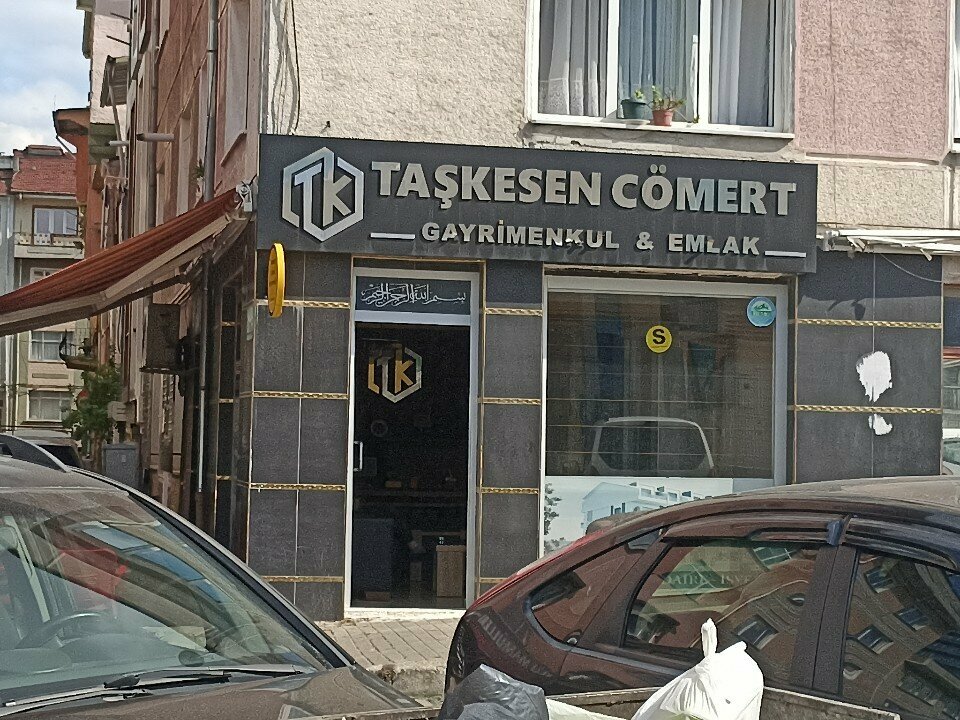 TK TAŞKESEN CÖMERT
GAYRİMENKUL & EMLAK
بسم الله الرحمن الرحيم
TK
S